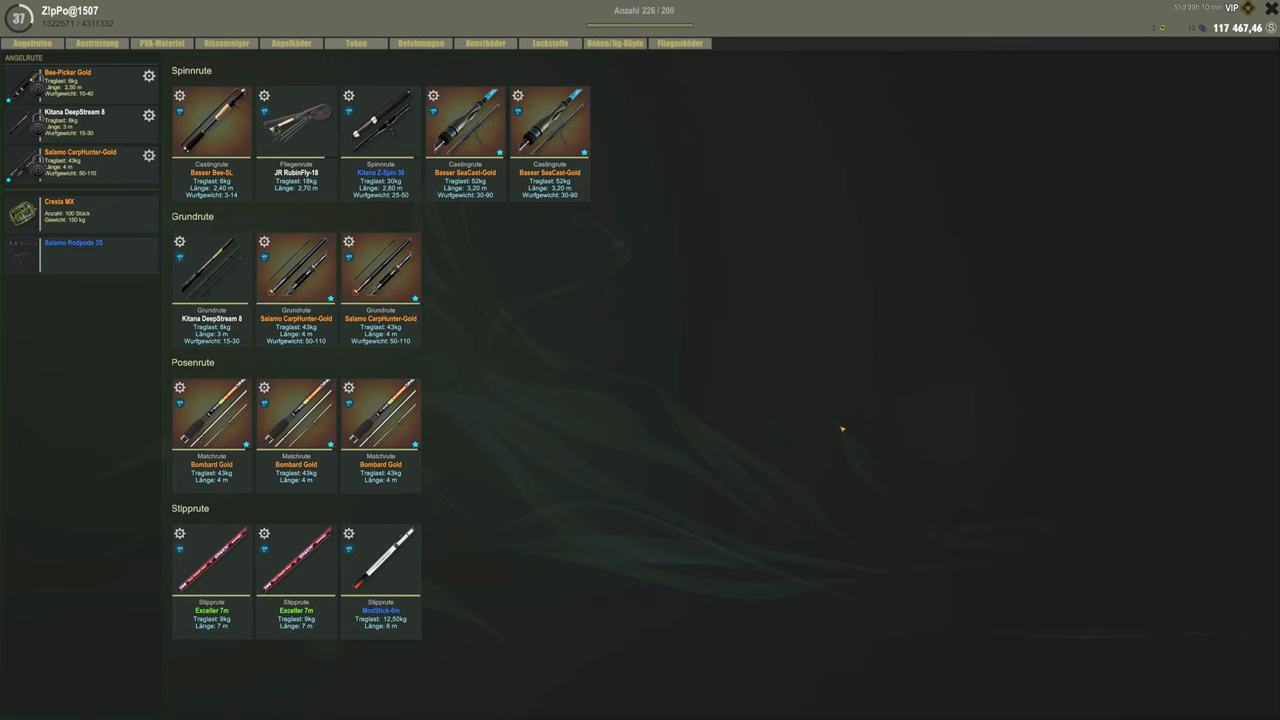 37
Z!pPo@1507
1322571 / 4311332
Anzahl 226 / 200
51d 22h 10 min VIP
2
13
117 467,46
Angelruten
Ausrüstung
PVA-Material
Bissanzeiger
Angelköder
Token
Belohnungen
Kunstköder
Lockstoffe
Haken/Jig-Köpfe
Fliegenköder
ANGELRUTE
Bee-Picker Gold
Traglast: 6kg
Länge: 2,50 m
Wurfgewicht: 10-40
Kitana DeepStream 8
Traglast: 8kg
Länge: 3 m
Wurfgewicht: 15-30
Salamo CarpHunter-Gold
Traglast: 43kg
Länge: 4 m
Wurfgewicht: 50-110
Cresta MX
Anzahl: 100 Stück
Gewicht: 150 kg
Salamo Rodpode 3S
Spinnrute
Castingrute
Basser Bee-SL
Traglast: 6kg
Länge: 2,40 m
Wurfgewicht: 3-14
Fliegenrute
JR RubinFly-18
Traglast: 18kg
Länge: 2,70 m
Spinnrute
Kitana Z-Spin 30
Traglast: 30kg
Länge: 2,80 m
Wurfgewicht: 25-50
Castingrute
Basser SeaCast-Gold
Traglast: 52kg
Länge: 3,20 m
Wurfgewicht: 30-90
Castingrute
Basser SeaCast-Gold
Traglast: 52kg
Länge: 3,20 m
Wurfgewicht: 30-90
Grundrute
Grundrute
Kitana DeepStream 8
Traglast: 8kg
Länge: 3 m
Wurfgewicht: 15-30
Grundrute
Salamo CarpHunter-Gold
Traglast: 43kg
Länge: 4 m
Wurfgewicht: 50-110
Grundrute
Salamo CarpHunter-Gold
Traglast: 43kg
Länge: 4 m
Wurfgewicht: 50-110
Posenrute
Matchrute
Bombard Gold
Traglast: 43kg
Länge: 4 m
Matchrute
Bombard Gold
Traglast: 43kg
Länge: 4 m
Matchrute
Bombard Gold
Traglast: 43kg
Länge: 4 m
Stipprute
Stipprute
Exceller 7m
Traglast: 9kg
Länge: 7 m
Stipprute
Exceller 7m
Traglast: 9kg
Länge: 7 m
Stipprute
ModStick-6m
Traglast: 12,50kg
Länge: 6 m